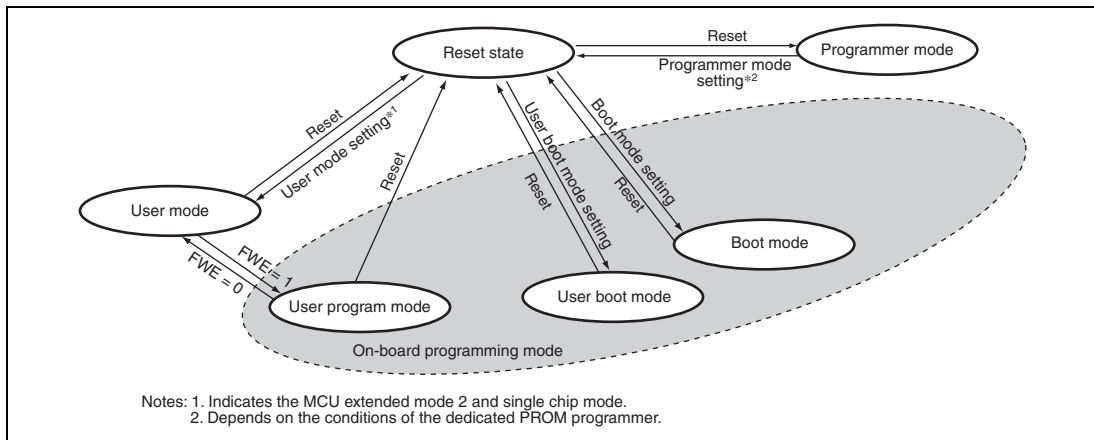 Reset state
Reset
Programmer mode
setting*2
Programmer mode
Reset
User mode setting*1
Reset
User boot mode setting
Reset
Boot mode setting
Reset
User mode
FWE = 1
FWE = 0
User program mode
User boot mode
Boot mode
On-board programming mode
Notes: 1. Indicates the MCU extended mode 2 and single chip mode.
2. Depends on the conditions of the dedicated PROM programmer.